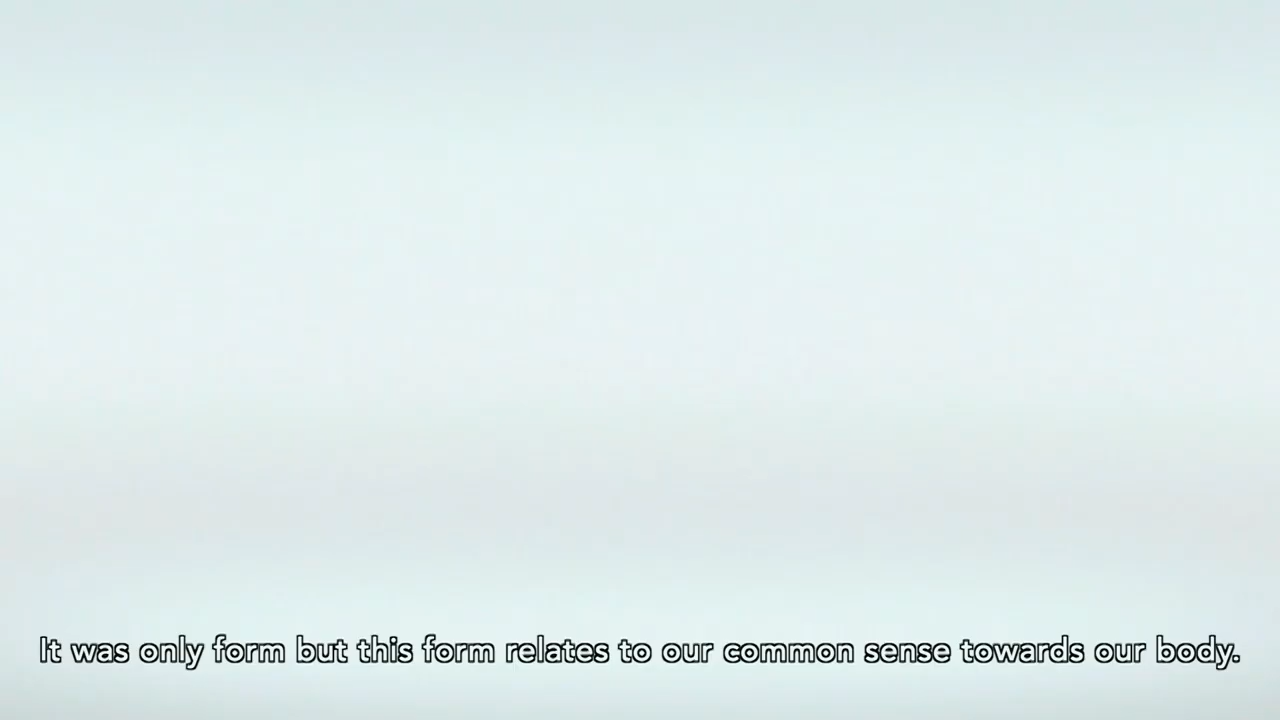 It was only form but this form relates to our common sense towards our body.